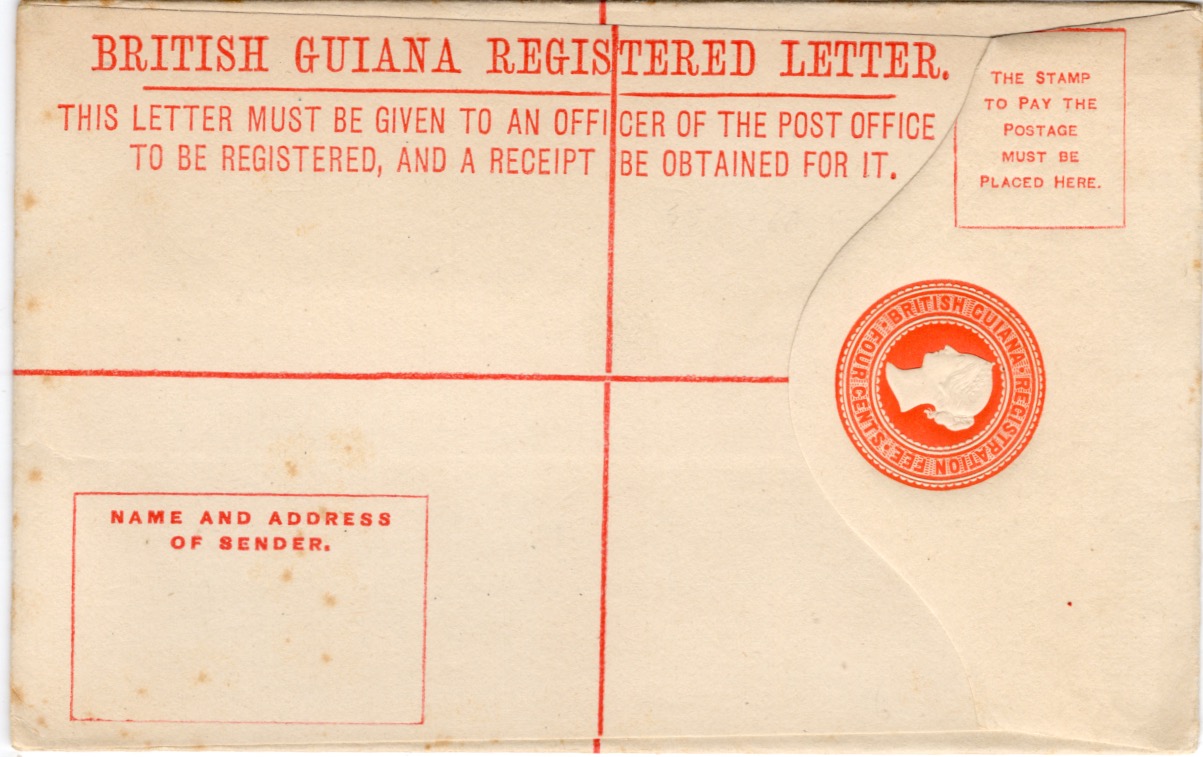 BRITISH GUIANA REGISTERED LETTER.
THIS LETTER MUST BE GIVEN TO AN OFFICER OF THE POST OFFICE
TO BE REGISTERED, AND A RECEIPT BE OBTAINED FOR IT.
THE STAMP
TO PAY THE
POSTAGE
MUST BE
PLACED HERE.
BRITISH GUIANA·REGISTRATION FEE·FOUR CENTS·
NAME AND ADDRESS
OF SENDER.